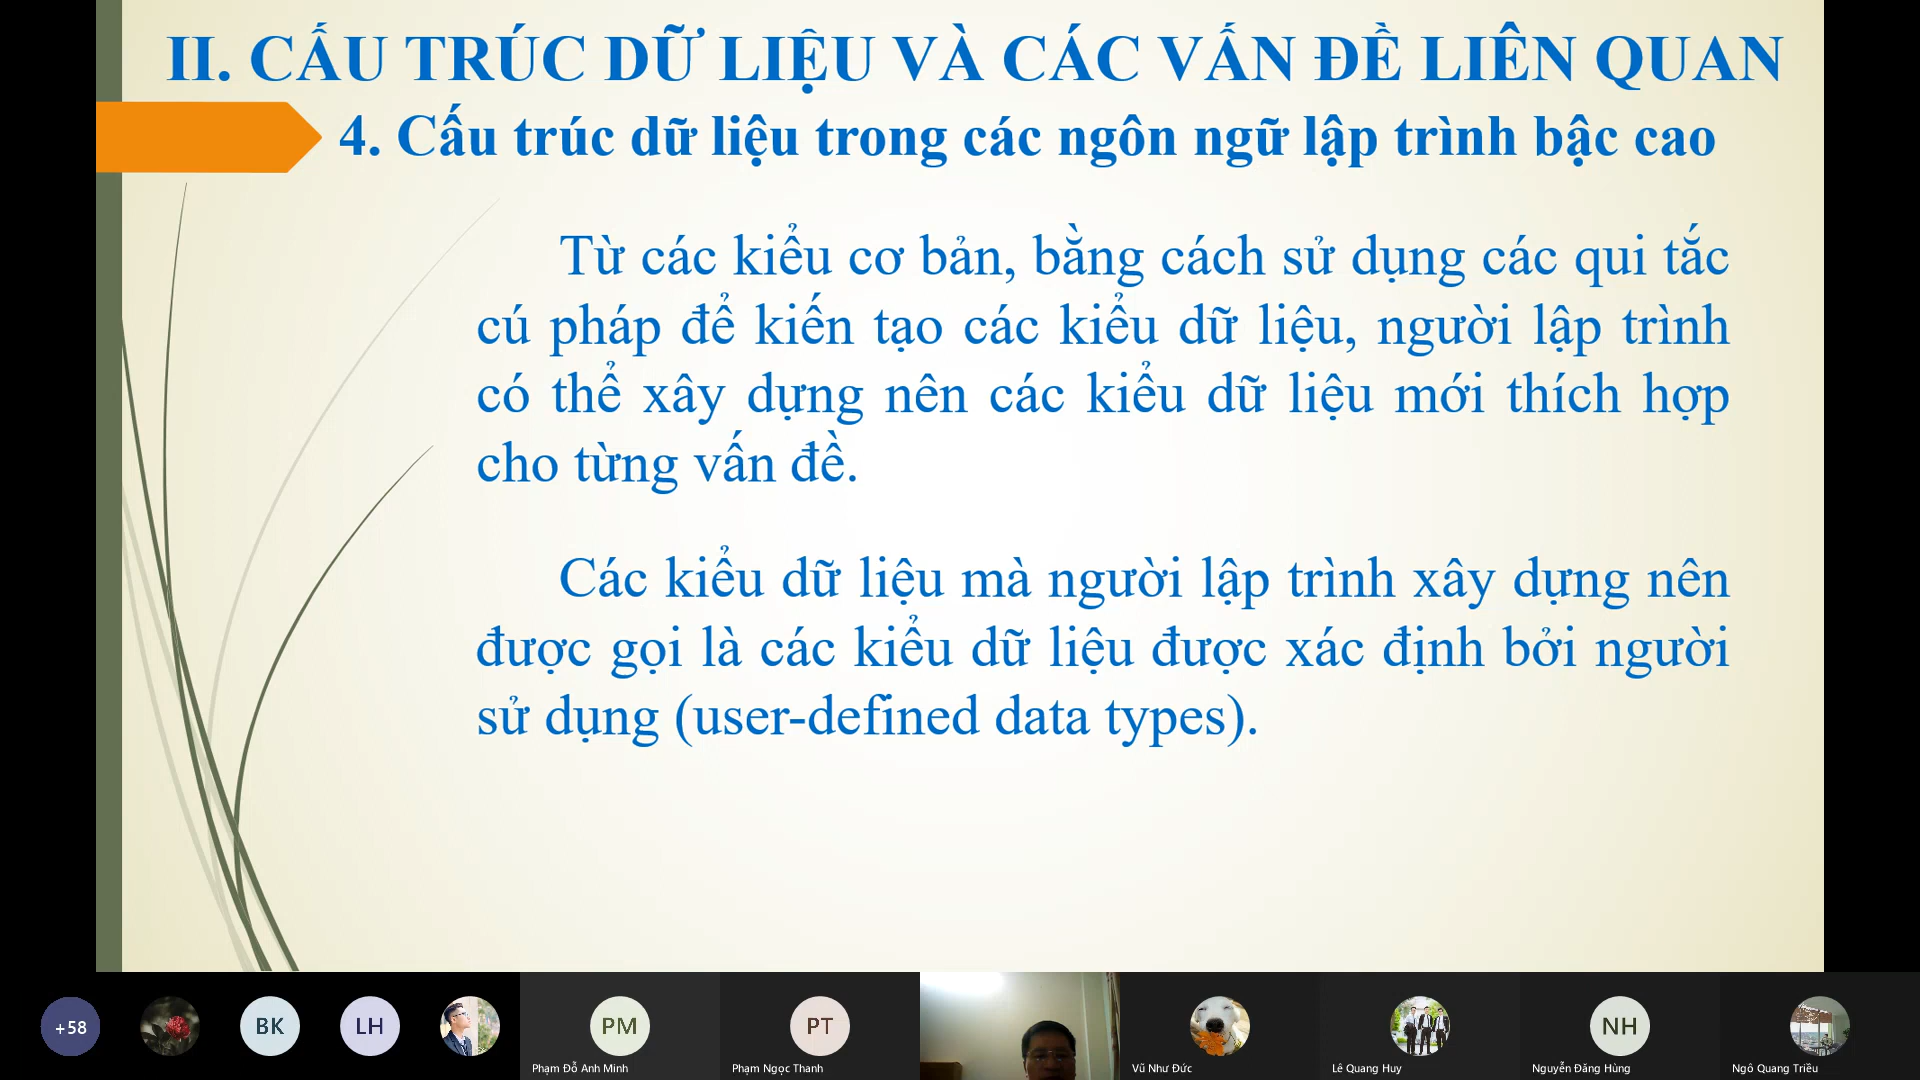 II. CẤU TRÚC DỮ LIỆU VÀ CÁC VẤN ĐỀ LIÊN QUAN
4. Cấu trúc dữ liệu trong các ngôn ngữ lập trình bậc cao
Từ các kiểu cơ bản, bằng cách sử dụng các qui tắc
cú pháp để kiến tạo các kiểu dữ liệu, người lập trình
có thể xây dựng nên các kiểu dữ liệu mới thích hợp
cho từng vấn đề.
Các kiểu dữ liệu mà người lập trình xây dựng nên
được gọi là các kiểu dữ liệu được xác định bởi người
sử dụng (user-defined data types).
+58
BK
LH
PM
PT
NH
Phạm Đỗ Anh Minh
Phạm Ngọc Thanh
Vũ Như Đức
Lê Quang Huy
Nguyễn Đăng Hùng
Ngô Quang Triều